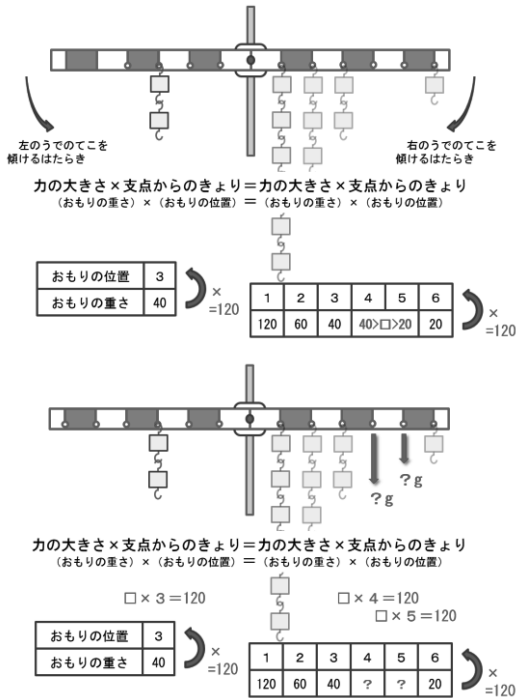 左のうでのてこを
傾けるはたらき
右のうでのてこを
傾けるはたらき
力の大きさ×支点からのきょり＝力の大きさ×支点からのきょり
（おもりの重さ）×（おもりの位置）＝（おもりの重さ）×（おもりの位置）
おもりの位置 3
おもりの重さ 40
×
=120
1 2 3 4 5 6
120 60 40 40>□>20 20
×
=120
?g
?g
力の大きさ×支点からのきょり＝力の大きさ×支点からのきょり
（おもりの重さ）×（おもりの位置）＝（おもりの重さ）×（おもりの位置）
□×3＝120
□×4＝120
□×5＝120
おもりの位置 3
おもりの重さ 40
×
=120
1 2 3 4 5 6
120 60 40 ? ? 20
×
=120